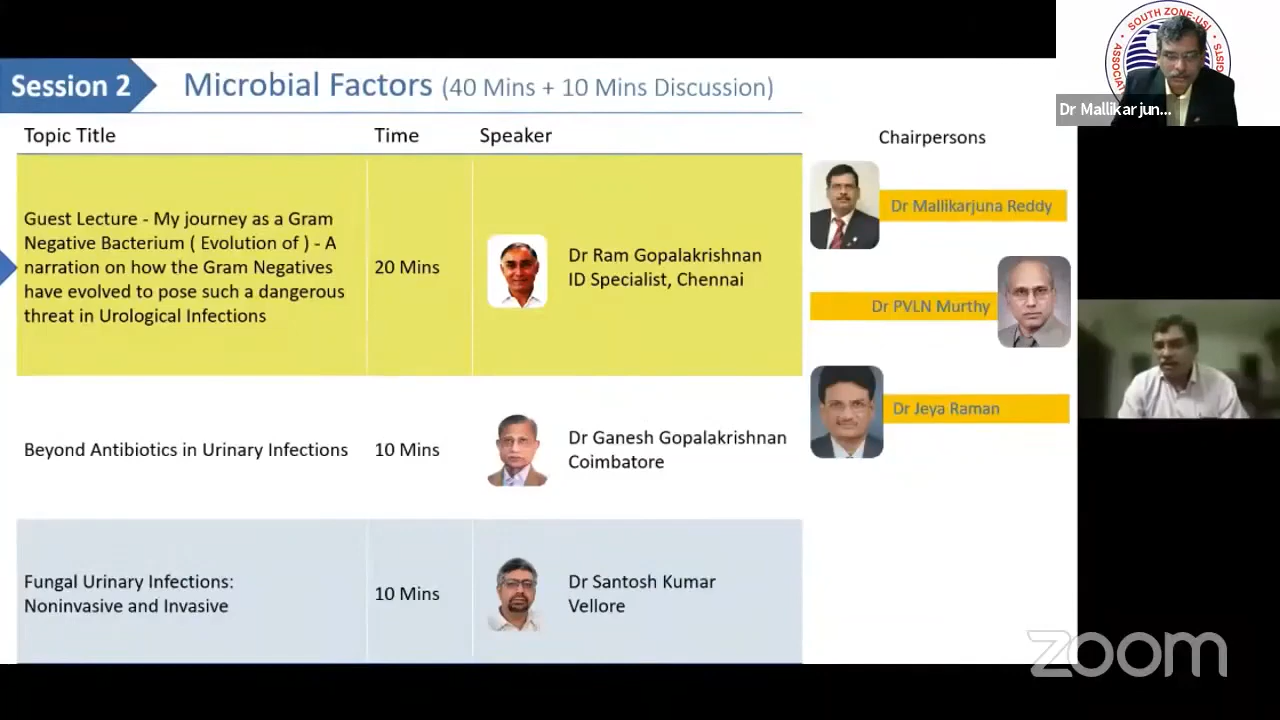 Session 2
Microbial Factors (40 Mins + 10 Mins Discussion)
Topic Title
Time
Speaker
Guest Lecture - My journey as a Gram
Negative Bacterium ( Evolution of ) - A
narration on how the Gram Negatives
have evolved to pose such a dangerous
threat in Urological Infections
20 Mins
Dr Ram Gopalakrishnan
ID Specialist, Chennai
Beyond Antibiotics in Urinary Infections
10 Mins
Dr Ganesh Gopalakrishnan
Coimbatore
Fungal Urinary Infections:
Noninvasive and Invasive
10 Mins
Dr Santosh Kumar
Vellore
Chairpersons
Dr Mallikarjuna Reddy
Dr PVLN Murthy
Dr Jeya Raman
SOUTH ZONE-USI
Dr Mallikarjun...
zoom